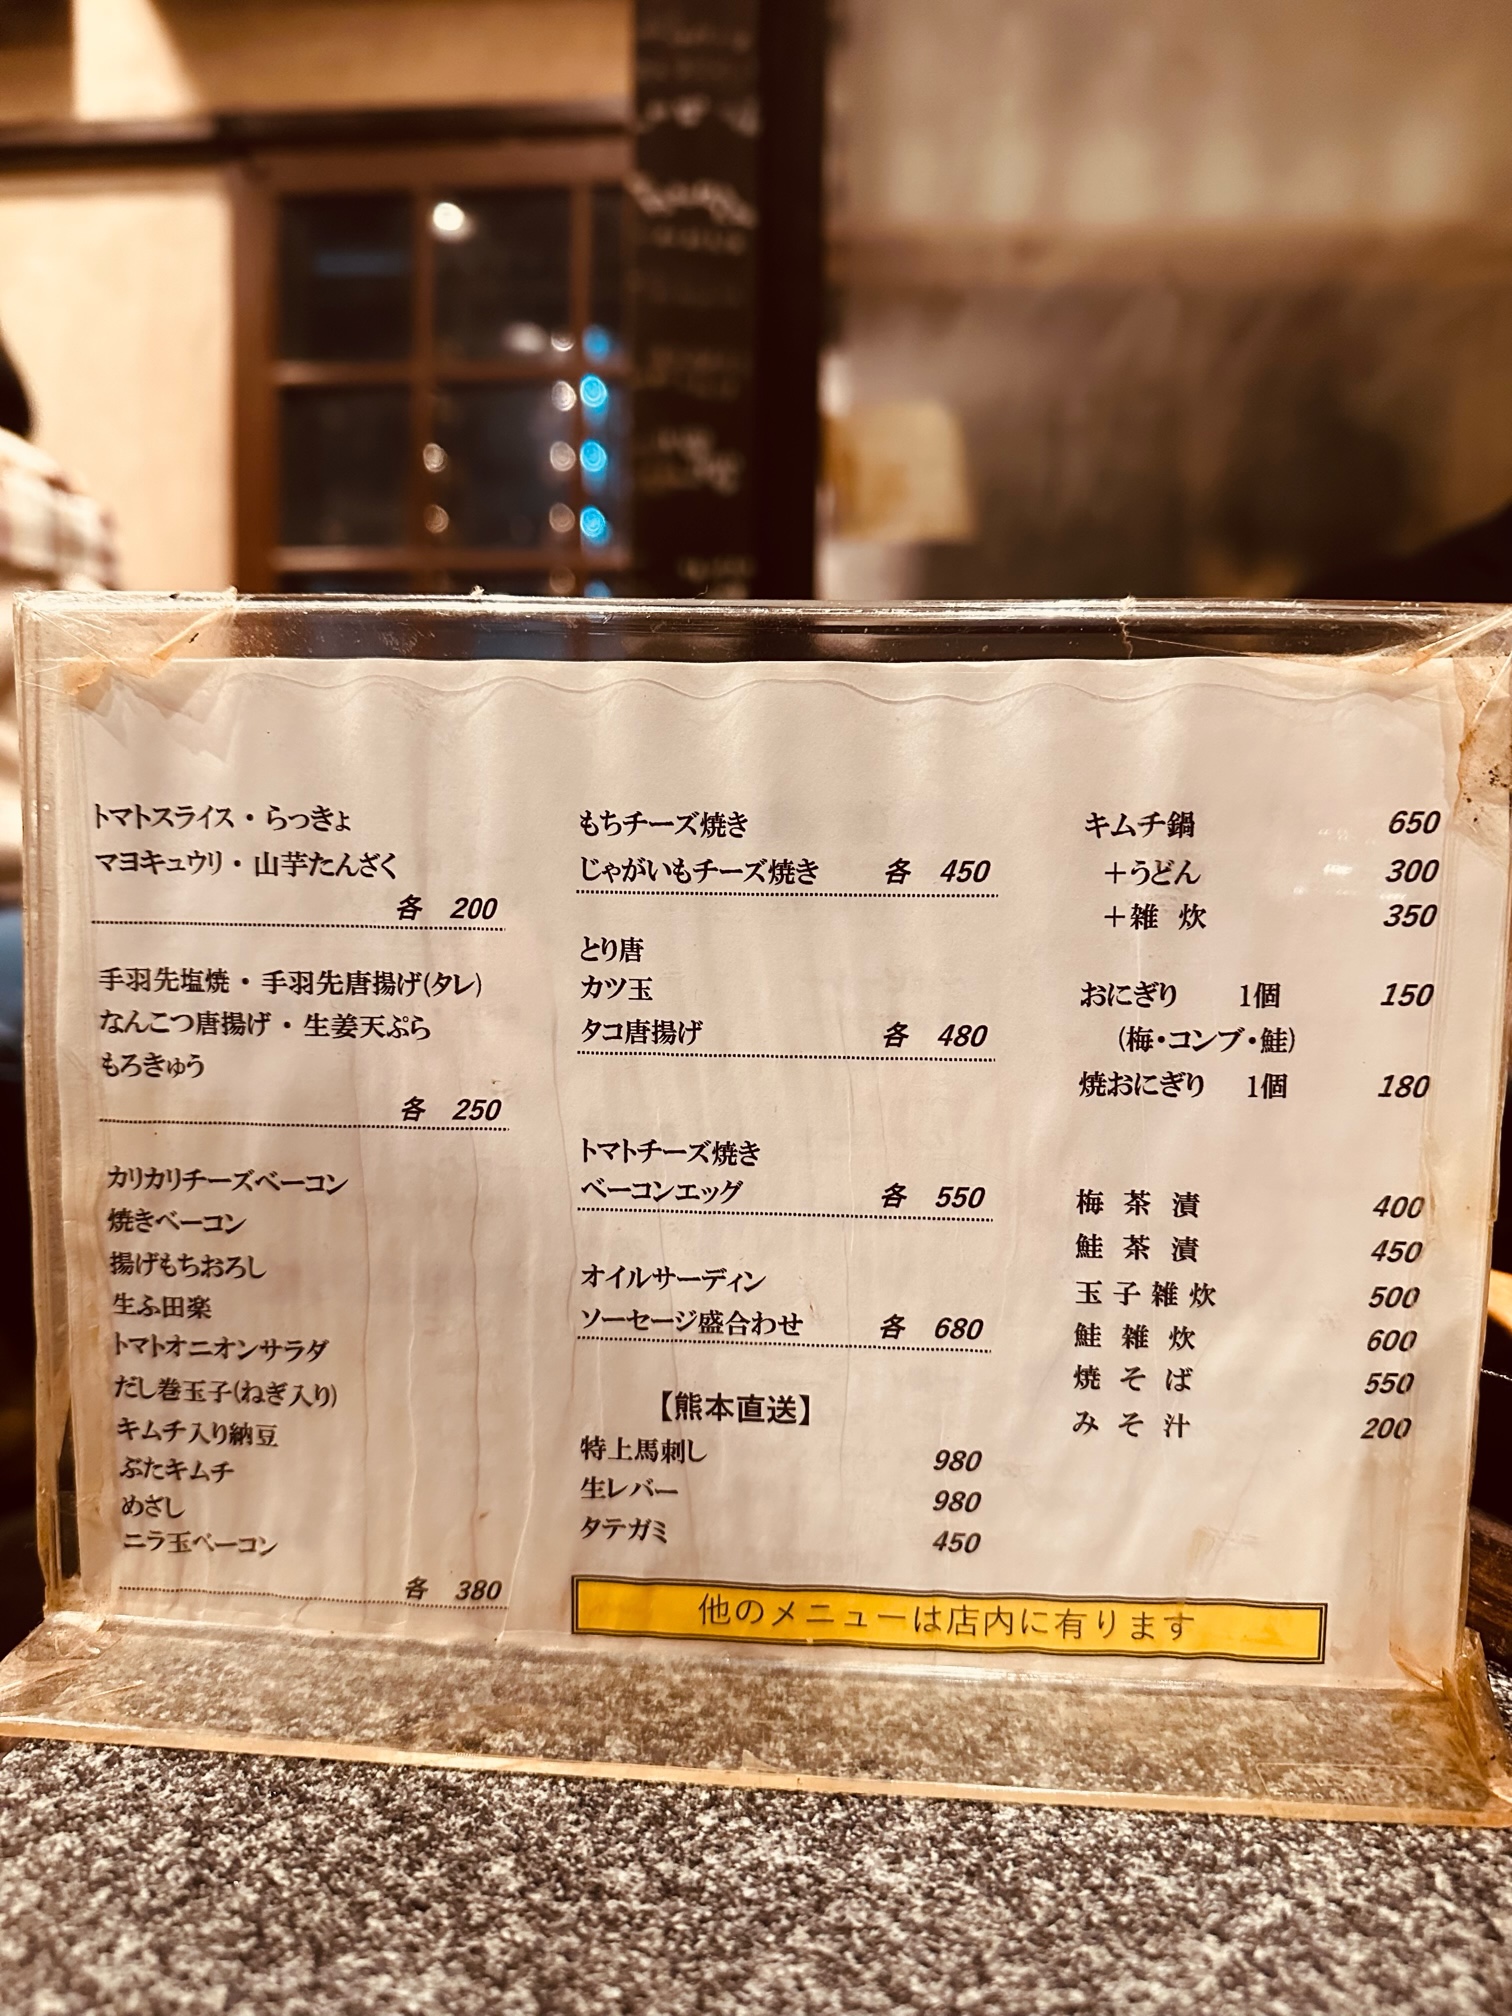 トマトスライス・らっきょ
マヨキュウリ・山芋たんざく
各 200
手羽先塩焼・手羽先唐揚げ(タレ)
なんこつ唐揚げ・生姜天ぷら
もろきゅう
各 250
カリカリチーズベーコン
焼きベーコン
揚げもちおろし
生ふ田楽
トマトオニオンサラダ
だし巻玉子(ねぎ入り)
キムチ入り納豆
ぶたキムチ
めざし
ニラ玉ベーコン
各 380
もちチーズ焼き
じゃがいもチーズ焼き 各 450
とり唐
カツ玉
タコ唐揚げ 各 480
トマトチーズ焼き
ベーコンエッグ 各 550
オイルサーディン
ソーセージ盛合わせ 各 680
【熊本直送】
特上馬刺し 980
生レバー 980
タテガミ 450
キムチ鍋 650
+うどん 300
+雑炊 350
おにぎり 1個 150
(梅・コンブ・鮭)
焼おにぎり 1個 180
梅茶漬 400
鮭茶漬 450
玉子雑炊 500
鮭雑炊 600
焼そば 550
みそ汁 200
他のメニューは店内に有ります